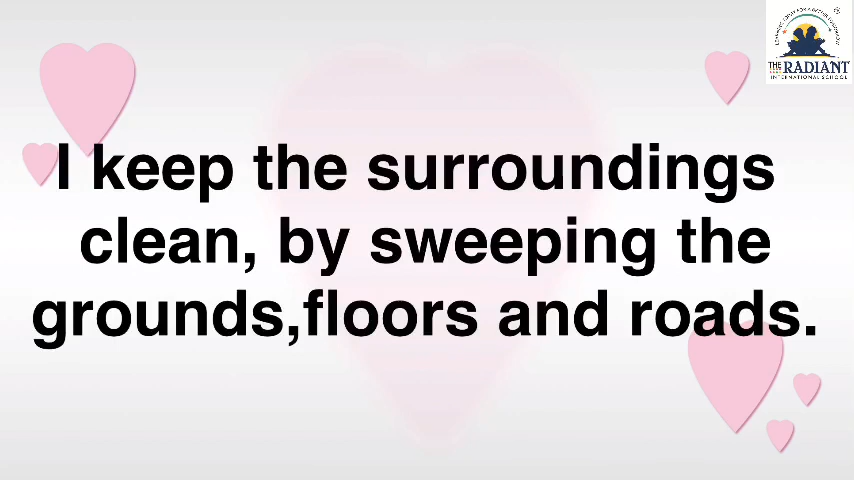 THE RADIANT
INTERNATIONAL SCHOOL
I keep the surroundings
clean, by sweeping the
grounds,floors and roads.